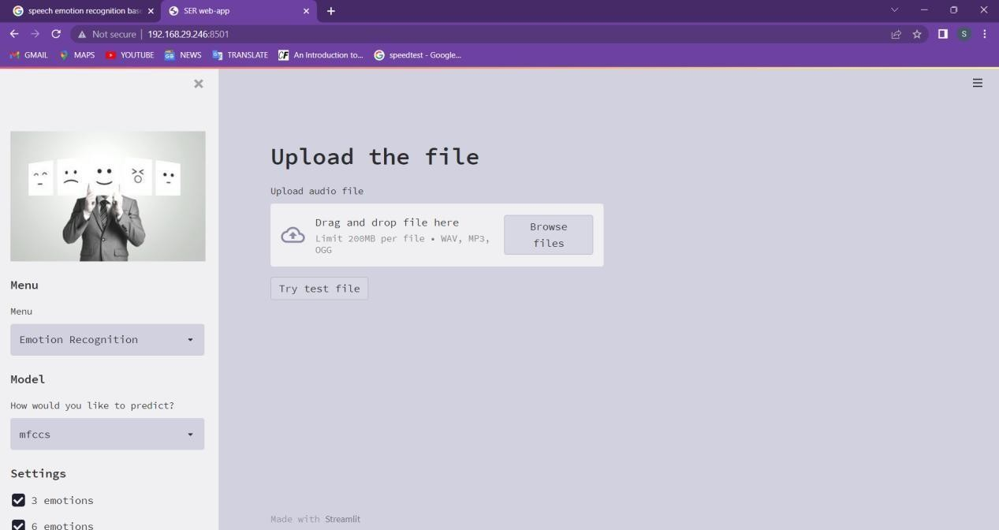 speech emotion recognition base
SER web-app
Not secure | 192.168.29.246:8501
S
GMAIL
MAPS
YOUTUBE
NEWS
TRANSLATE
CF
An Introduction to...
speedtest - Google...
Menu
Menu
Emotion Recognition
Model
How would you like to predict?
mfccs
Settings
3 emotions
6 emotions
Upload the file
Upload audio file
Drag and drop file here
Limit 200MB per file • WAV, MP3,
OGG
Browse
files
Try test file
Made with Streamlit